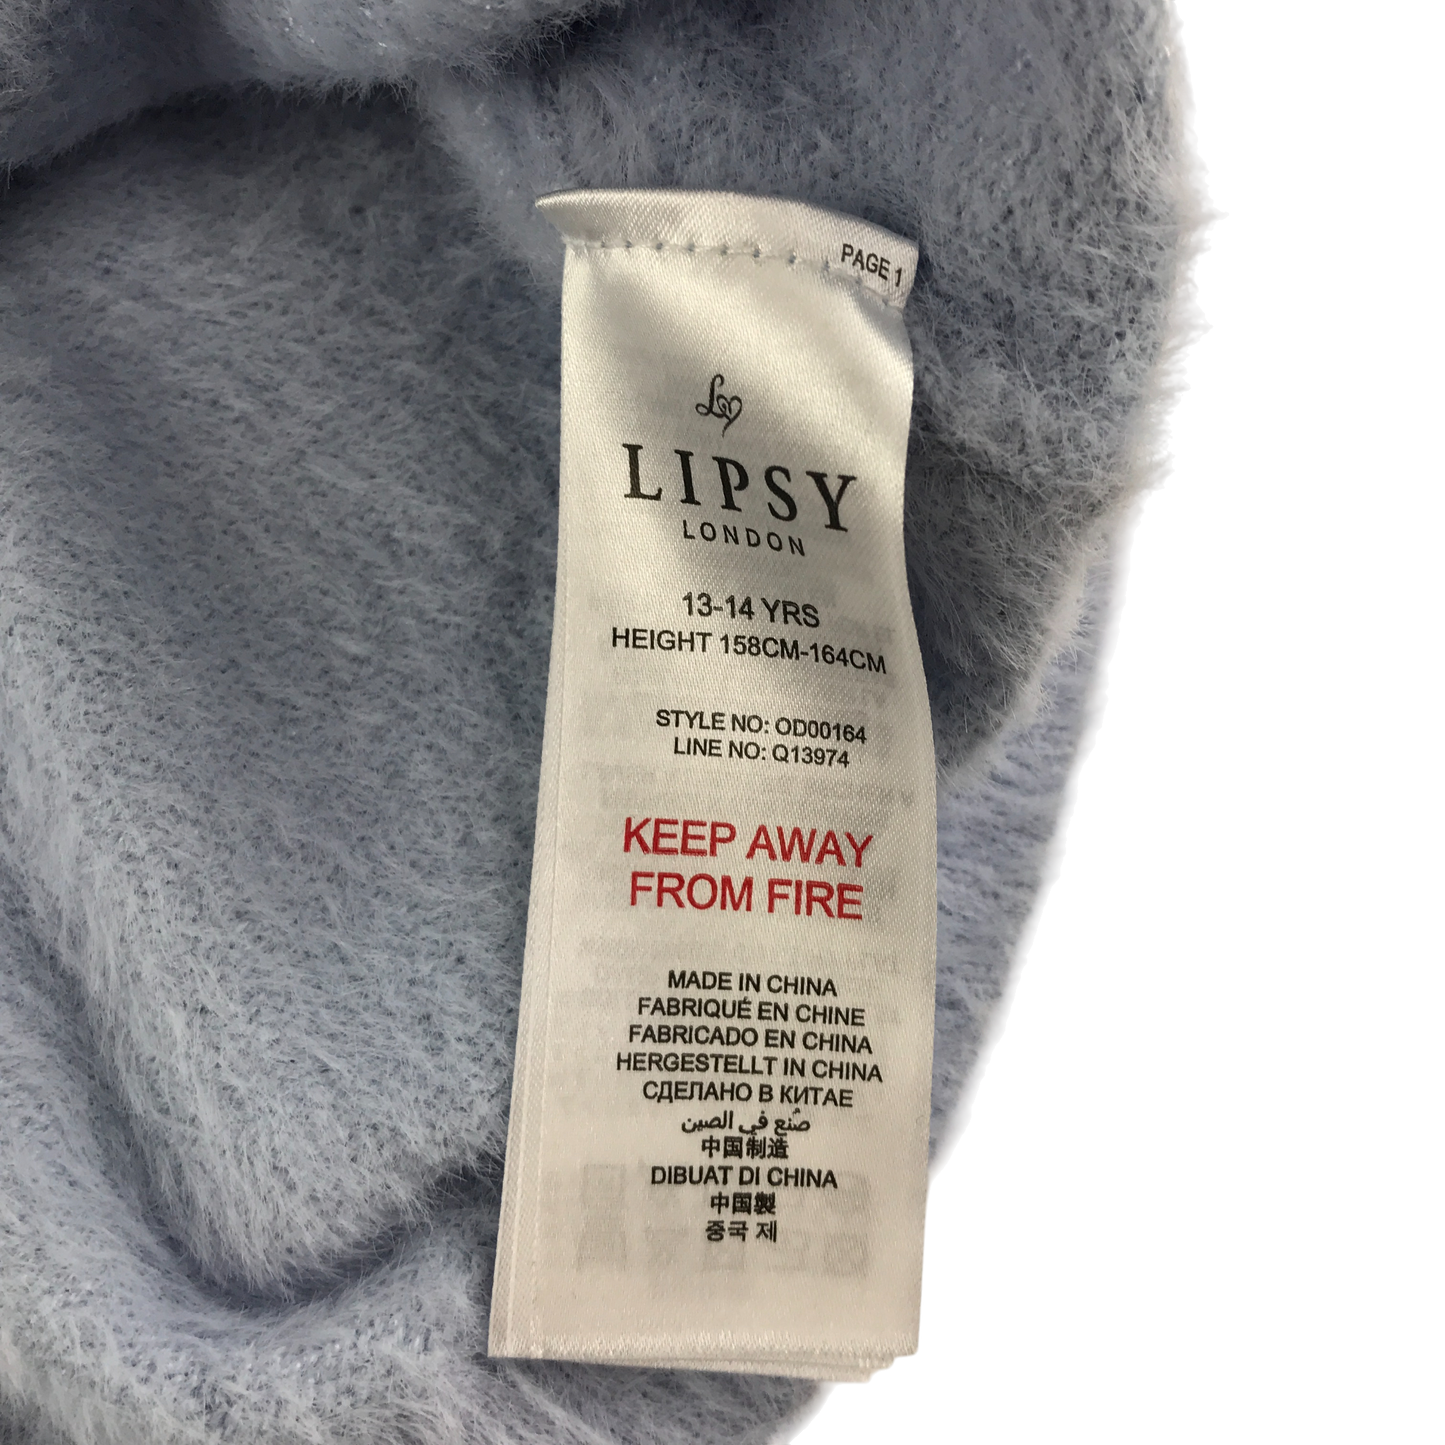 PAGE 1
LIPSY
LONDON
13-14 YRS
HEIGHT 158CM-164CM
STYLE NO: OD00164
LINE NO: Q13974
KEEP AWAY
FROM FIRE
MADE IN CHINA
FABRIQUÉ EN CHINE
FABRICADO EN CHINA
HERGESTELLT IN CHINA
СДЕЛАНО В КИТАЕ
صُنع في الصين
中国制造
DIBUAT DI CHINA
中国製
중국 제